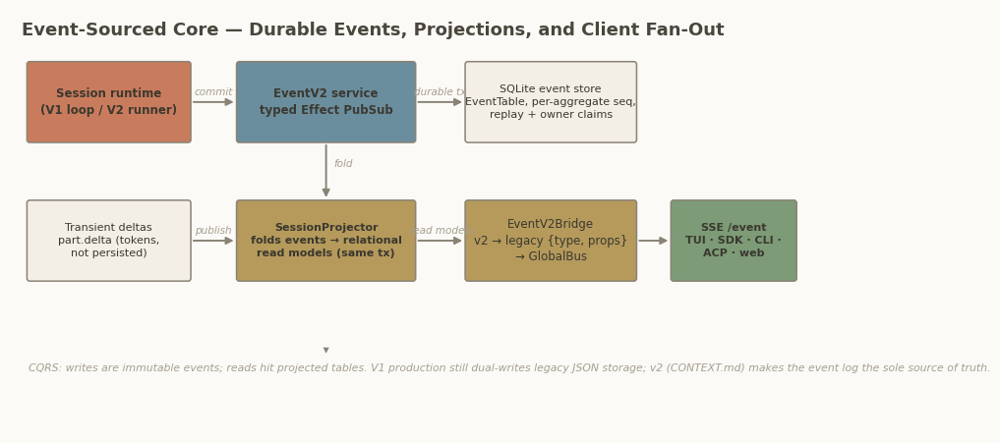 Event-Sourced Core — Durable Events, Projections, and Client Fan-Out
Session runtime
(V1 loop / V2 runner)
commit
EventV2 service
typed Effect PubSub
durable tx
SQLite event store
EventTable, per-aggregate seq,
replay + owner claims
fold
Transient deltas
part.delta (tokens,
not persisted)
publish
SessionProjector
folds events → relational
read models (same tx)
ead mode
EventV2Bridge
v2 → legacy {type, props}
→ GlobalBus
SSE /event
TUI · SDK · CLI ·
ACP · web
CQRS: writes are immutable events; reads hit projected tables. V1 production still dual-writes legacy JSON storage; v2 (CONTEXT.md) makes the event log the sole source of truth.